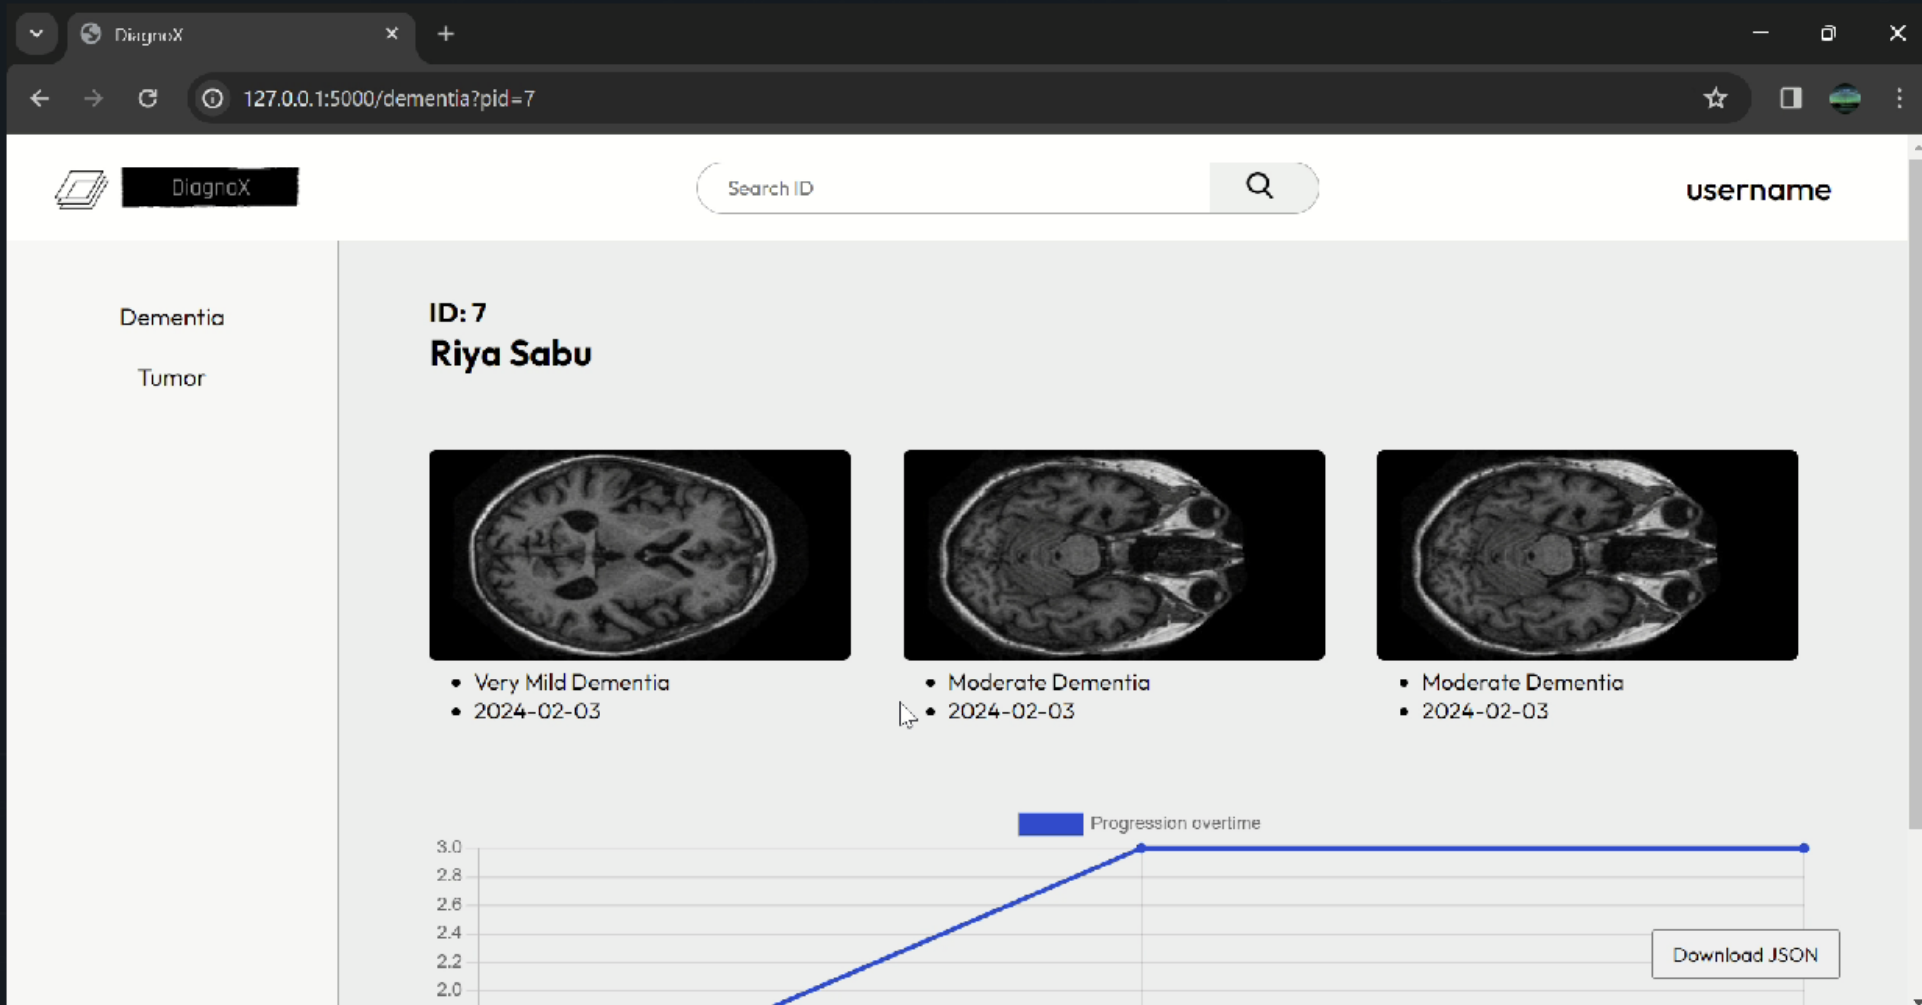 DiagnoX
127.0.0.1:5000/dementia?pid=7
DiagnoX
Search ID
username
Dementia
Tumor
ID: 7
Riya Sabu
Very Mild Dementia
2024-02-03
Moderate Dementia
2024-02-03
Moderate Dementia
2024-02-03
Progression overtime
3.0
2.8
2.6
2.4
2.2
2.0
Download JSON